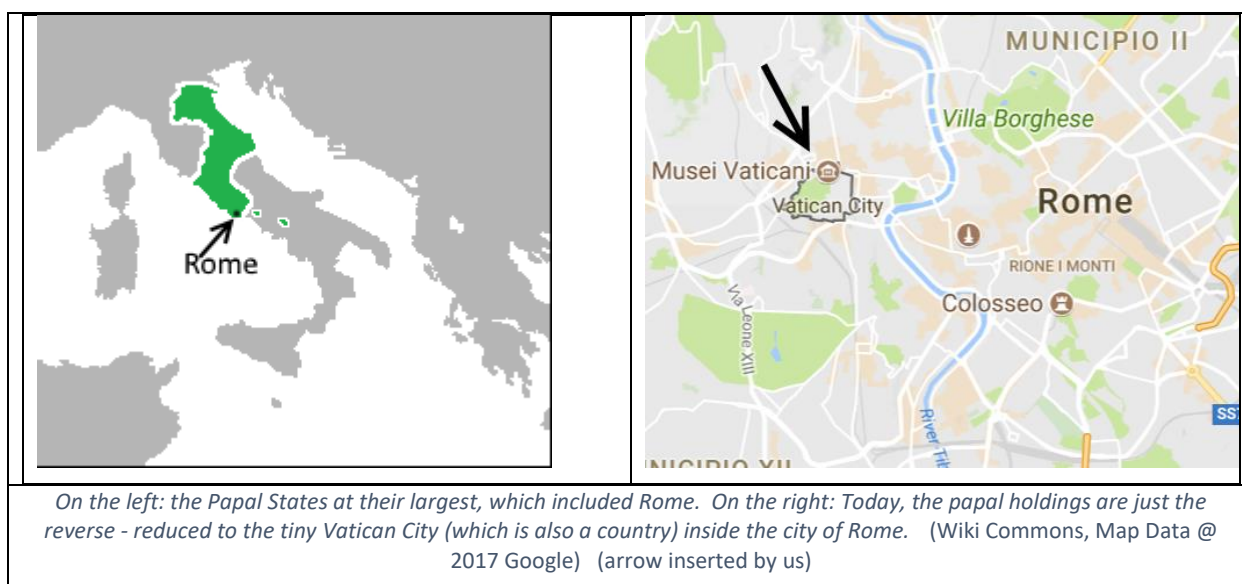 Rome
MUNICIPIO II
Villa Borghese
Musei Vaticani
Vatican City
Rome
RIONE I MONTI
Colosseo
Via Leone XIII
River Tib
SS7
NICIPIO XII
On the left: the Papal States at their largest, which included Rome.  On the right: Today, the papal holdings are just the
reverse - reduced to the tiny Vatican City (which is also a country) inside the city of Rome.    (Wiki Commons, Map Data @
2017 Google)   (arrow inserted by us)